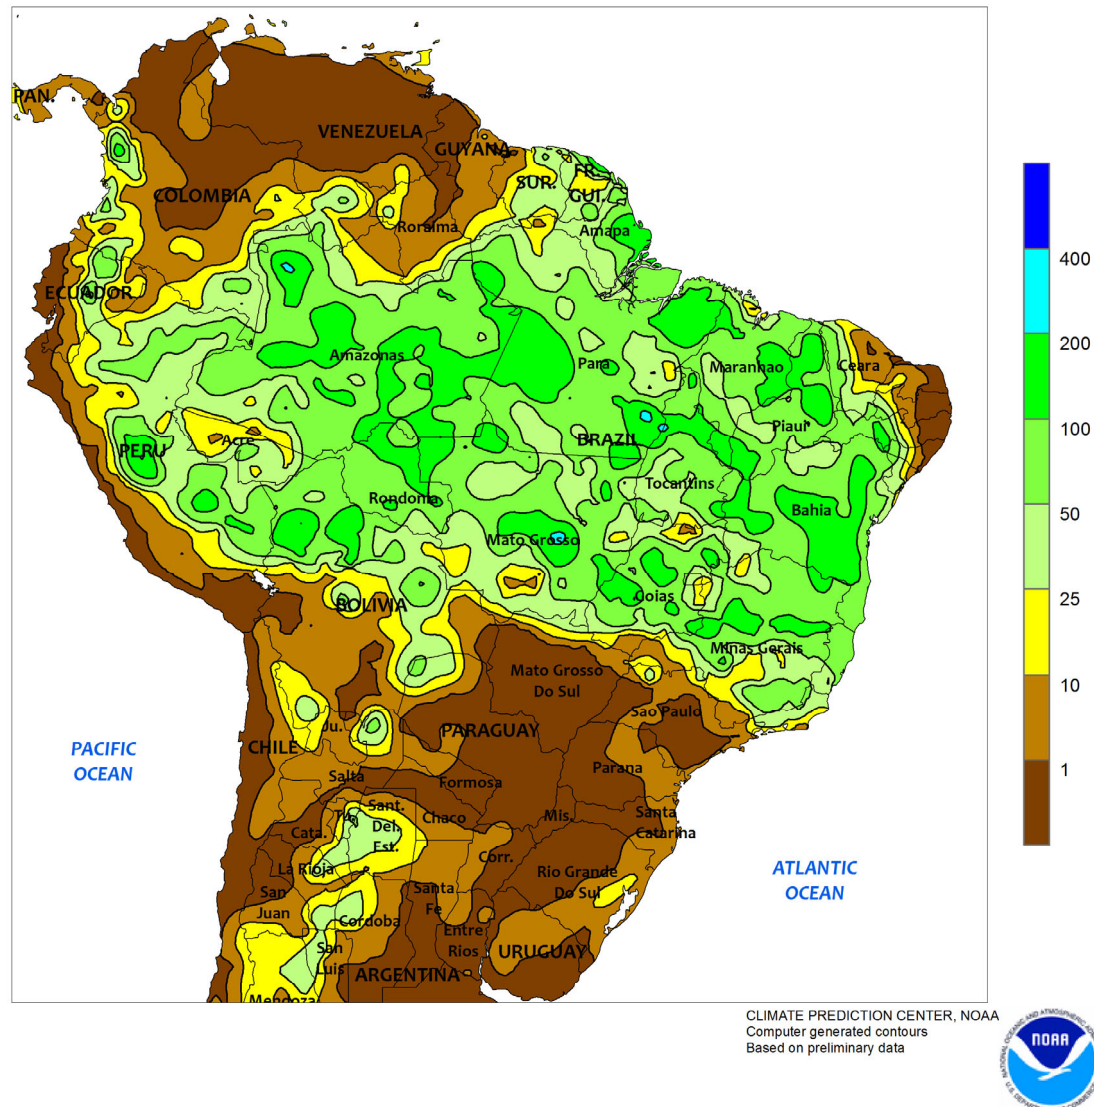 PAN.
VENEZUELA
GUYANA
COLOMBIA
SUR.
FR.
GUI.
Roraima
Amapa
ECUADOR
Amazonas
Para
Maranhao
Ceara
PERU
Acre
BRAZIL
Piaui
Tocantins
Rondonia
Bahia
Mato Grosso
BOLIVIA
Goias
Minas Gerais
Mato Grosso
Do Sul
Sao Paulo
Ju.
PARAGUAY
CHILE
PACIFIC
OCEAN
Salta
Formosa
Parana
Sant.
Del.
Est.
Tu.
Chaco
Mis.
Santa
Catarina
Cata.
La Rioja
Corr.
Rio Grande
Do Sul
ATLANTIC
OCEAN
San
Juan
Santa
Fe
Cordoba
Entre
Rios
URUGUAY
San
Luis
ARGENTINA
Mendoza
400
200
100
50
25
10
1
CLIMATE PREDICTION CENTER, NOAA
Computer generated contours
Based on preliminary data
NOAA